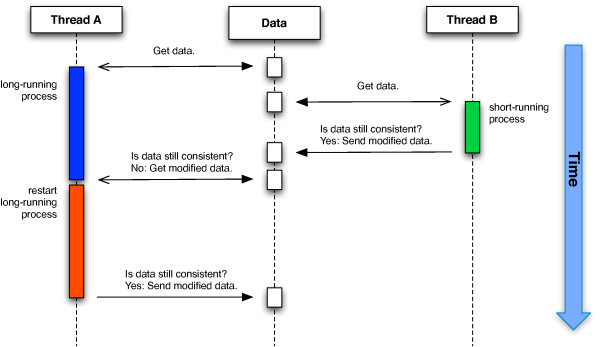 Thread A
Data
Thread B
Get data.
long-running
process
Get data.
short-running
process
Is data still consistent?
Yes: Send modified data.
Is data still consistent?
No: Get modified data.
restart
long-running
process
Is data still consistent?
Yes: Send modified data.
Time